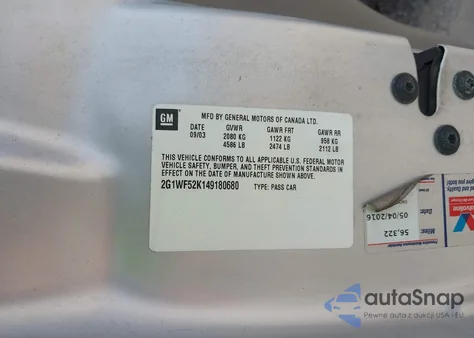 GM
MFD BY GENERAL MOTORS OF CANADA LTD.
DATE GVWR GAWR FRT GAWR RR
09/03 2080 KG 1122 KG 958 KG
4586 LB 2474 LB 2112 LB
THIS VEHICLE CONFORMS TO ALL APPLICABLE U.S. FEDERAL MOTOR
VEHICLE SAFETY, BUMPER, AND THEFT PREVENTION STANDARDS IN
EFFECT ON THE DATE OF MANUFACTURE SHOWN ABOVE.
2G1WF52K149180680 TYPE: PASS CAR
Valvoline
Miles:
56,322
Date:
05/04/2016
autoSnap
Pewne auta z aukcji USA i EU